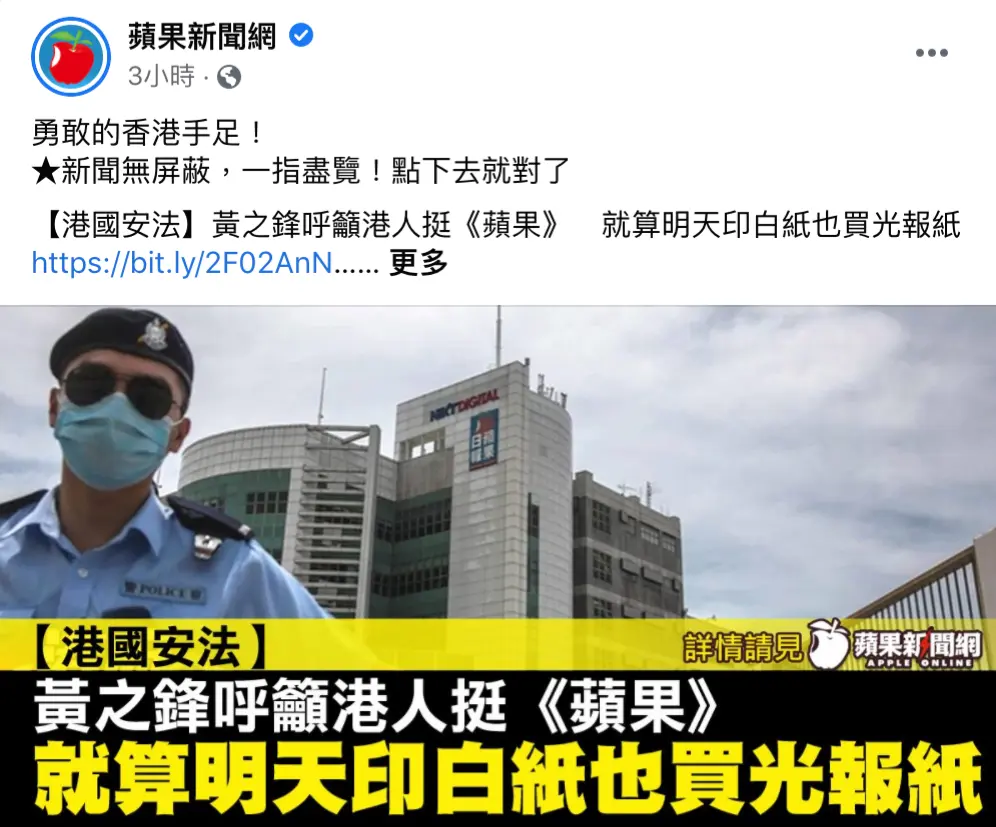 蘋果新聞網
3小時 ·
勇敢的香港手足！
★新聞無屏蔽，一指盡覽！點下去就對了
【港國安法】黃之鋒呼籲港人挺《蘋果》 就算明天印白紙也買光報紙
https://bit.ly/2F02AnN...... 更多
NEXT DIGITAL
蘋果日報
POLICE
【港國安法】
詳情請見 蘋果新聞網
APPLE ONLINE
黃之鋒呼籲港人挺《蘋果》
就算明天印白紙也買光報紙